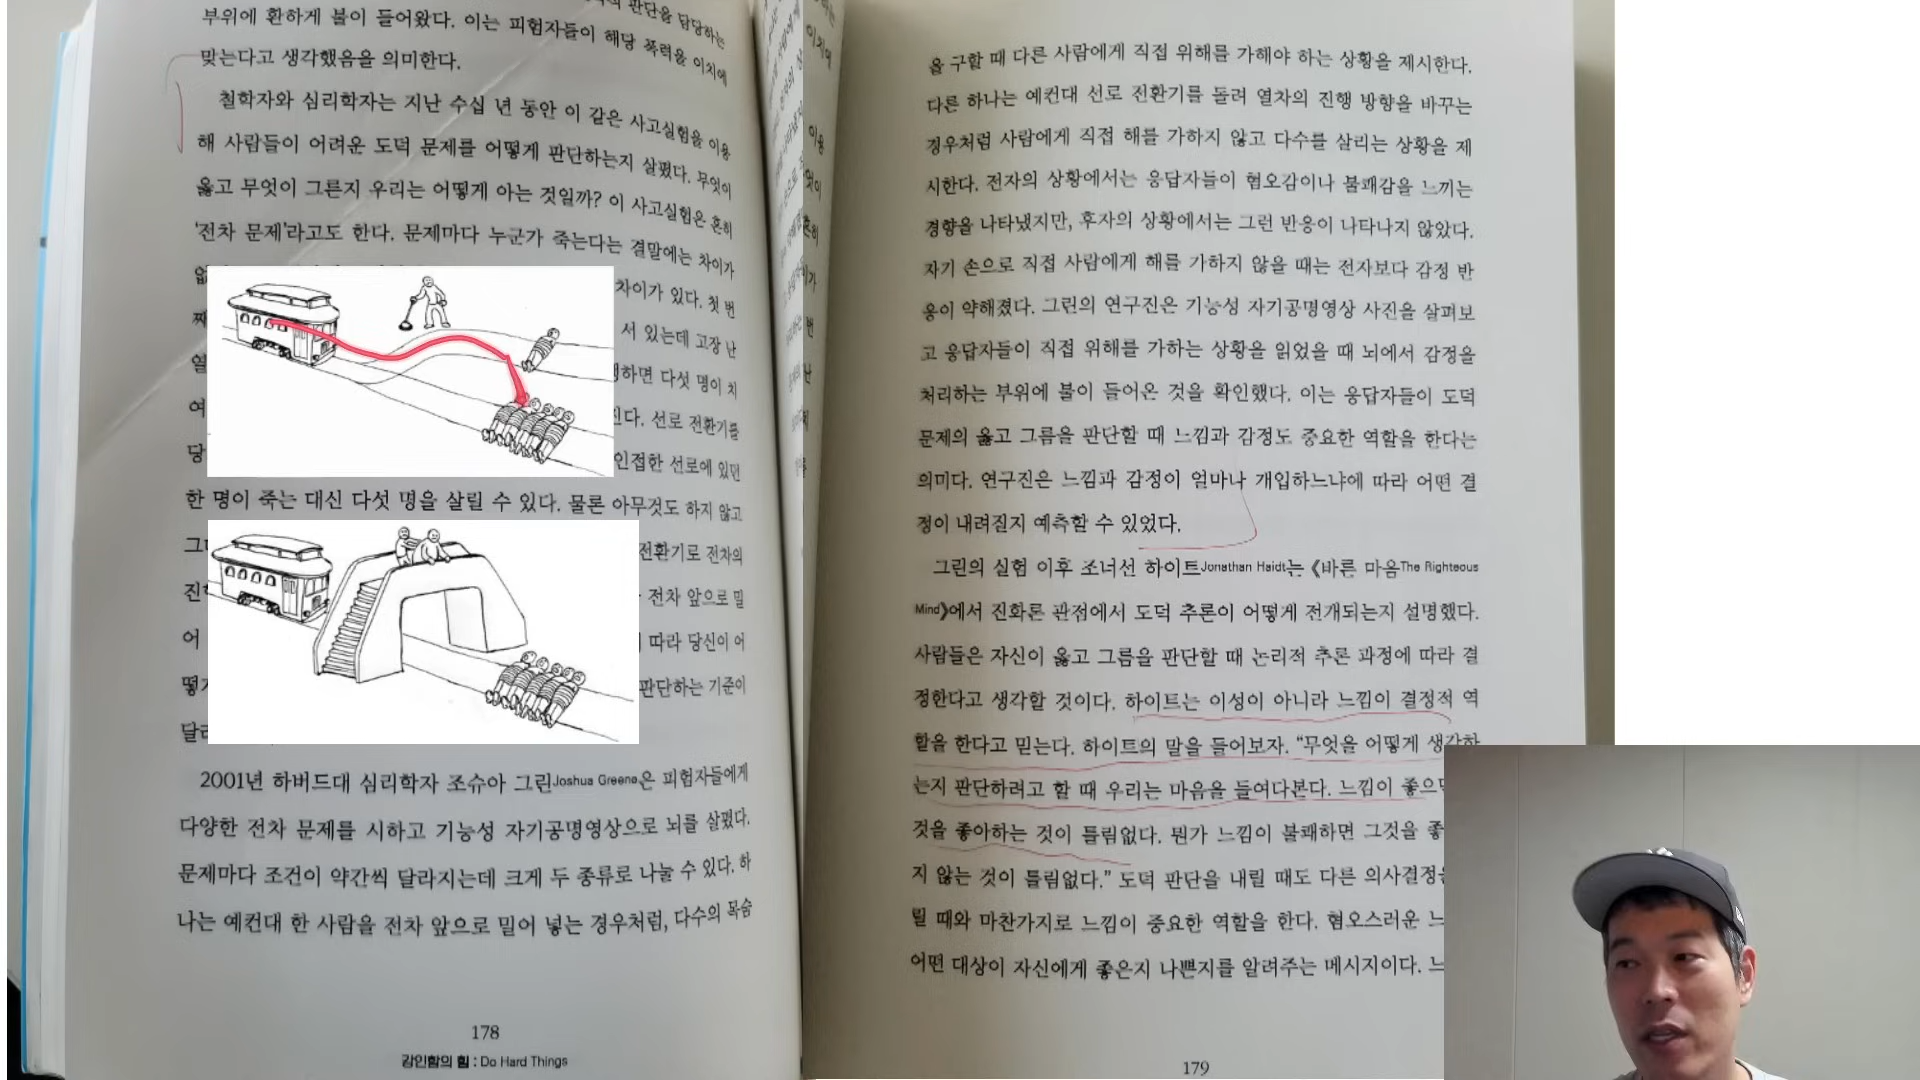 판단을 담당하는
부위에 환하게 불이 들어왔다. 이는 피험자들이 해당 폭력을 이치에
맞는다고 생각했음을 의미한다.
철학자와 심리학자는 지난 수십 년 동안 이 같은 사고실험을 이용
해 사람들이 어려운 도덕 문제를 어떻게 판단하는지 살폈다. 무엇이
옳고 무엇이 그른지 우리는 어떻게 아는 것일까? 이 사고실험은 흔히
'전차 문제'라고도 한다. 문제마다 누군가 죽는다는 결말에는 차이가
차이가 있다. 첫 번
째 서 있는데 고장 난
열 하면 다섯 명이 치
여 선로 전환기를
당 인접한 선로에 있던
한 명이 죽는 대신 다섯 명을 살릴 수 있다. 물론 아무것도 하지 않고
전환기로 전차의
전차 앞으로 밀
어 따라 당신이 어
판단하는 기준이
2001년 하버드대 심리학자 조슈아 그린Joshua Greene은 피험자들에게
다양한 전차 문제를 시하고 기능성 자기공명영상으로 뇌를 살폈다.
문제마다 조건이 약간씩 달라지는데 크게 두 종류로 나눌 수 있다. 하
나는 예컨대 한 사람을 전차 앞으로 밀어 넣는 경우처럼, 다수의 목숨
178
강인함의 힘 : Do Hard Things
을 구할 때 다른 사람에게 직접 위해를 가해야 하는 상황을 제시한다.
다른 하나는 예컨대 선로 전환기를 돌려 열차의 진행 방향을 바꾸는
경우처럼 사람에게 직접 해를 가하지 않고 다수를 살리는 상황을 제
시한다. 전자의 상황에서는 응답자들이 혐오감이나 불쾌감을 느끼는
경향을 나타냈지만, 후자의 상황에서는 그런 반응이 나타나지 않았다.
자기 손으로 직접 사람에게 해를 가하지 않을 때는 전자보다 감정 반
응이 약해졌다. 그린의 연구진은 기능성 자기공명영상 사진을 살펴보
고 응답자들이 직접 위해를 가하는 상황을 읽었을 때 뇌에서 감정을
처리하는 부위에 불이 들어온 것을 확인했다. 이는 응답자들이 도덕
문제의 옳고 그름을 판단할 때 느낌과 감정도 중요한 역할을 한다는
의미다. 연구진은 느낌과 감정이 얼마나 개입하느냐에 따라 어떤 결
정이 내려질지 예측할 수 있었다.
그린의 실험 이후 조너선 하이트Jonathan Haidt는 《바른 마음The Righteous
Mind》에서 진화론 관점에서 도덕 추론이 어떻게 전개되는지 설명했다.
사람들은 자신이 옳고 그름을 판단할 때 논리적 추론 과정에 따라 결
정한다고 생각할 것이다. 하이트는 이성이 아니라 느낌이 결정적 역
할을 한다고 믿는다. 하이트의 말을 들어보자. “무엇을 어떻게 생각하
는지 판단하려고 할 때 우리는 마음을 들여다본다. 느낌이 좋으면
것을 좋아하는 것이 틀림없다. 뭔가 느낌이 불쾌하면 그것을 좋
지 않는 것이 틀림없다.” 도덕 판단을 내릴 때도 다른 의사결정을
릴 때와 마찬가지로 느낌이 중요한 역할을 한다. 혐오스러운 느
어떤 대상이 자신에게 좋은지 나쁜지를 알려주는 메시지이다. 느
179